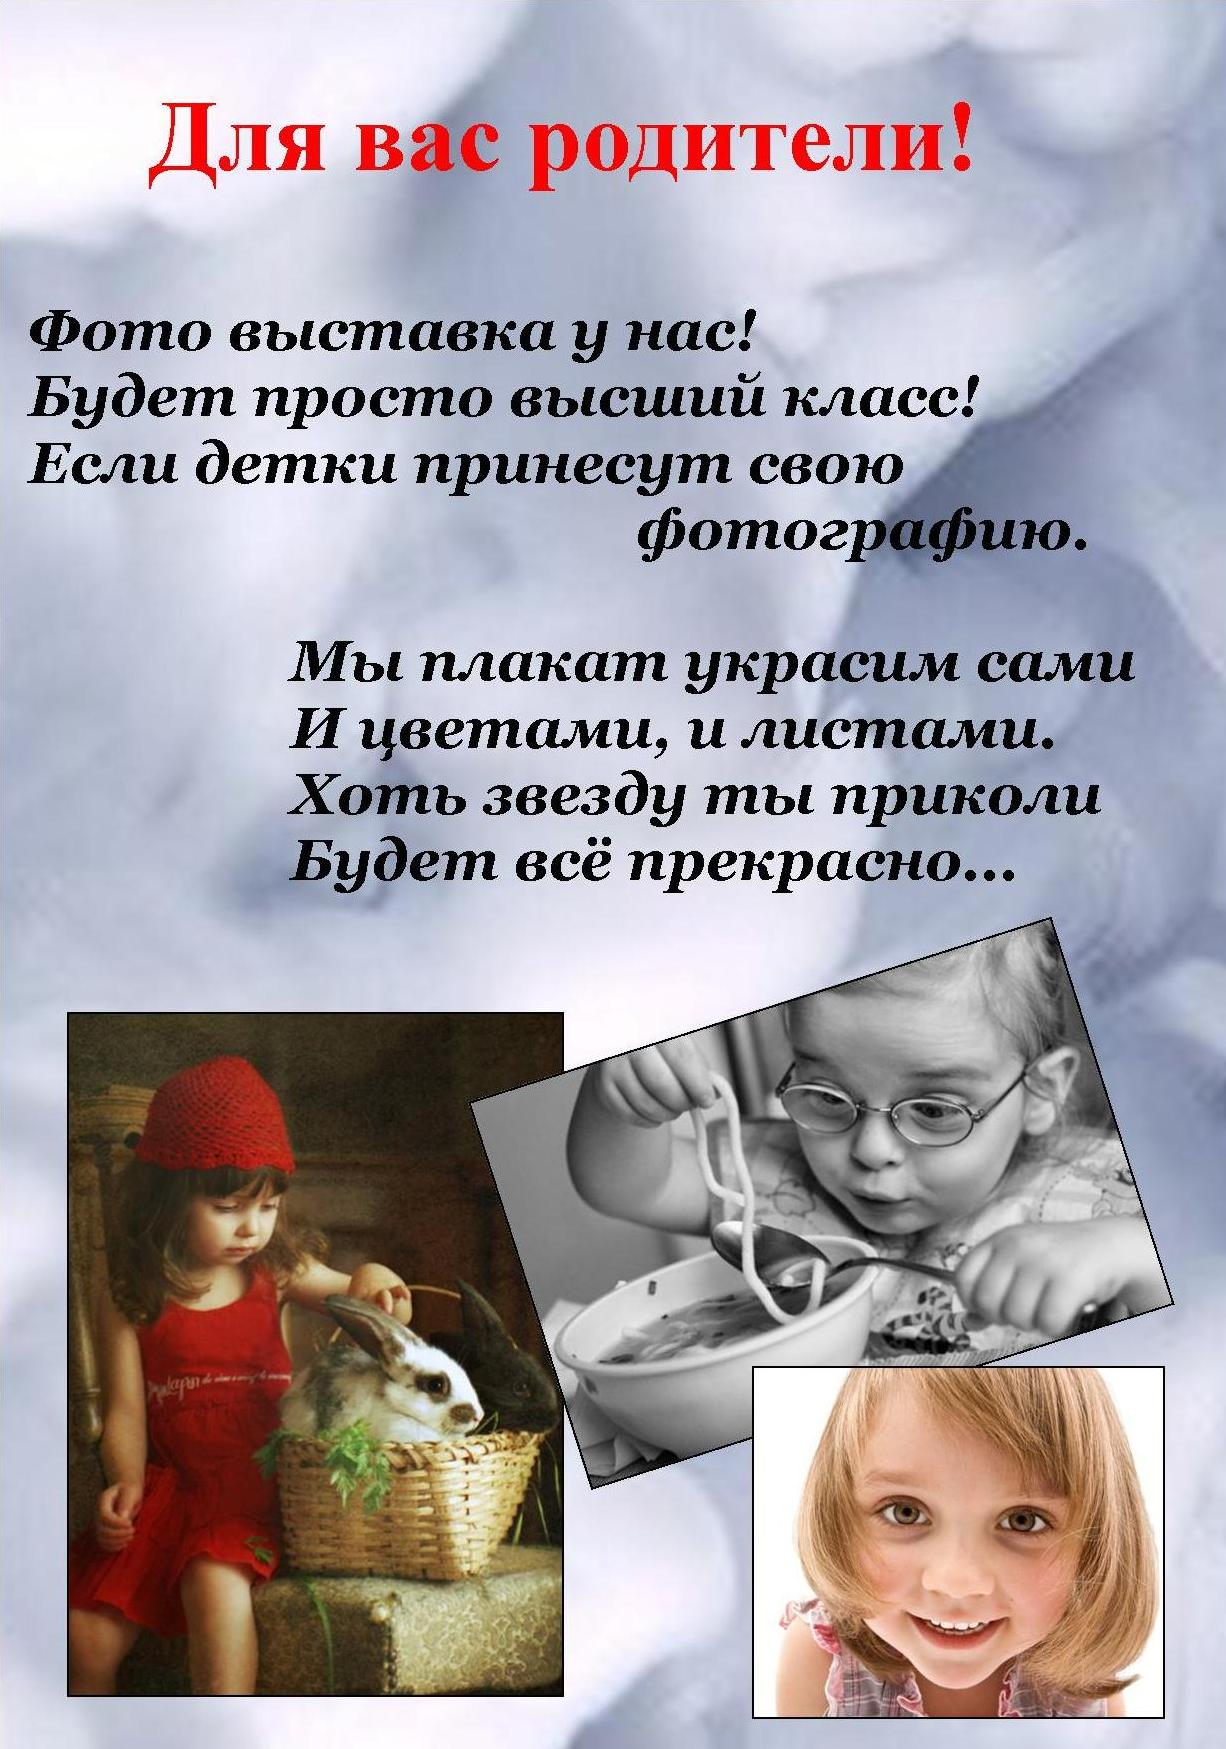 Для вас родители!
Фото выставка у нас!
Будет просто высший класс!
Если детки принесут свою
фотографию.
Мы плакат украсим сами
И цветами, и листами.
Хоть звезду ты приколи
Будет всё прекрасно...